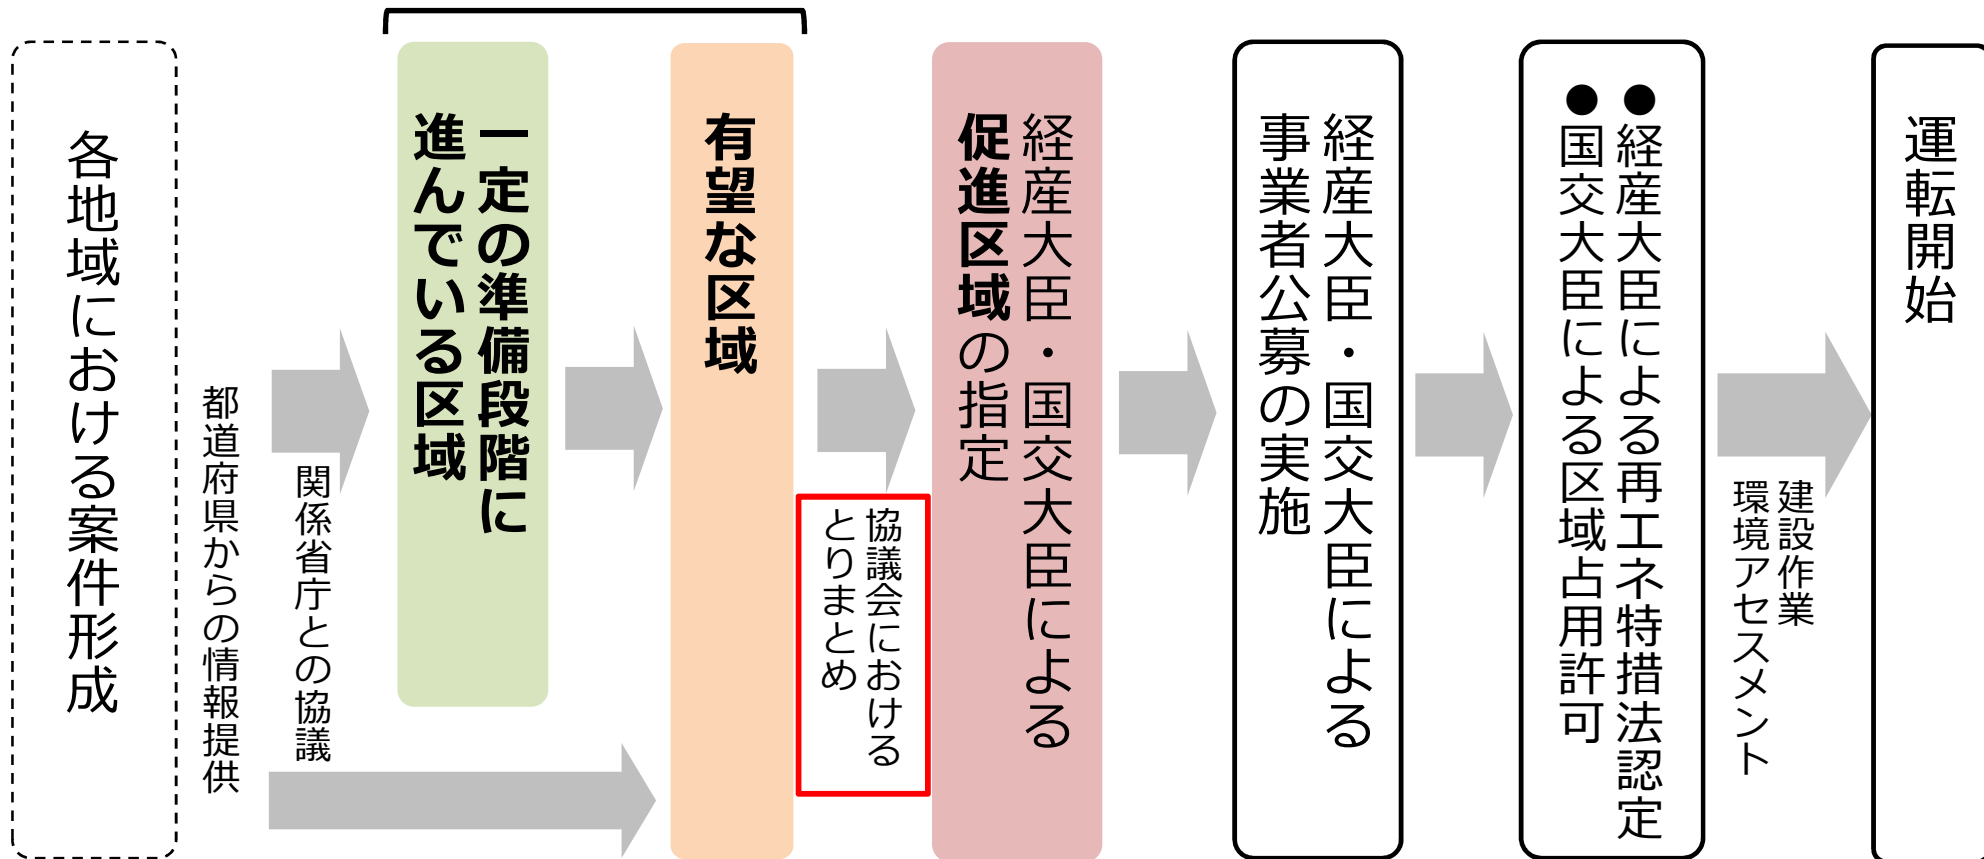 各地域における案件形成
都道府県からの情報提供
関係省庁との協議
一定の準備段階に
進んでいる区域
有望な区域
協議会における
とりまとめ
経産大臣・国交大臣による
促進区域の指定
経産大臣・国交大臣による
事業者公募の実施
●経産大臣による再エネ特措法認定
●国交大臣による区域占用許可
建設作業
環境アセスメント
運転開始